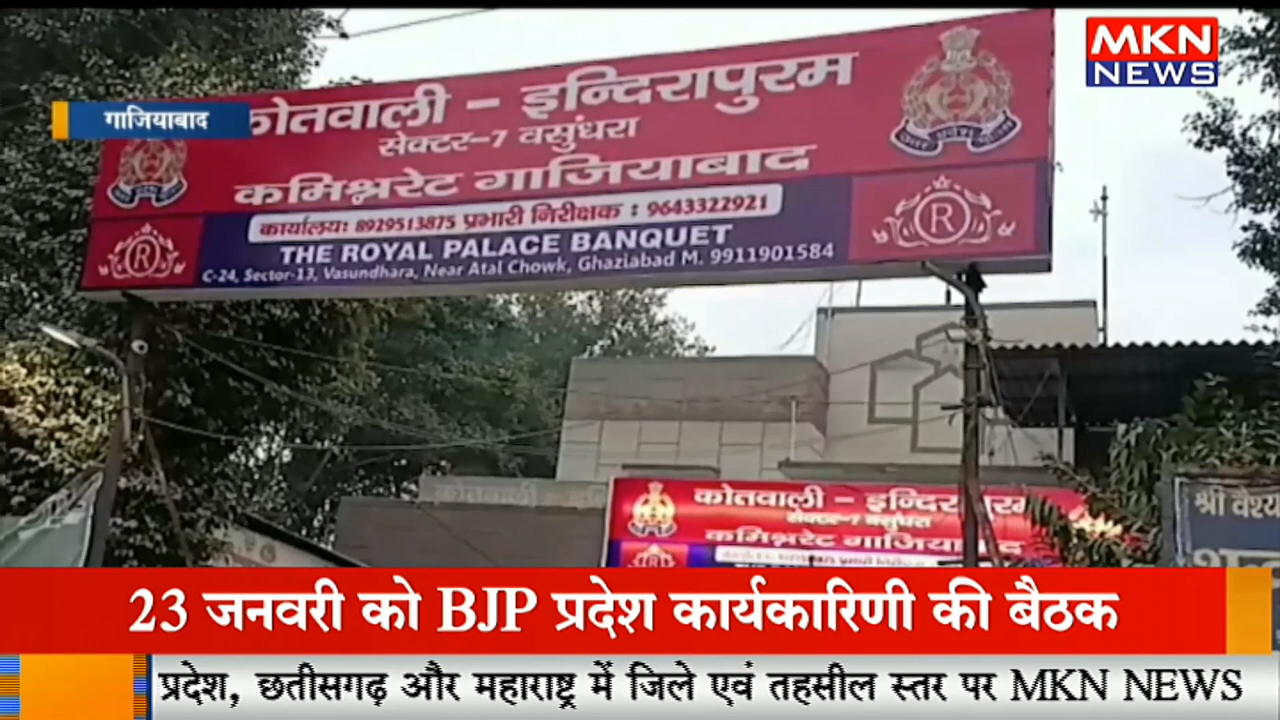 MKN
NEWS
गाजियाबाद
कोतवाली - इन्दिरापुरम
सेक्टर-7 वसुंधरा
कमिश्नरेट गाजियाबाद
कार्यालय: 8929513875 प्रभारी निरीक्षक : 9643322921
THE ROYAL PALACE BANQUET
C-24, Sector-13, Vasundhara, Near Atal Chowk, Ghaziabad M. 9911901584
R
R
कोतवाली - इन्दिरापुरम
सेक्टर-7 वसुंधरा
कमिश्नरेट गाजियाबाद
श्री वैश्य
23 जनवरी को BJP प्रदेश कार्यकारिणी की बैठक
प्रदेश, छतीसगढ़ और महाराष्ट्र में जिले एवं तहसील स्तर पर MKN NEWS